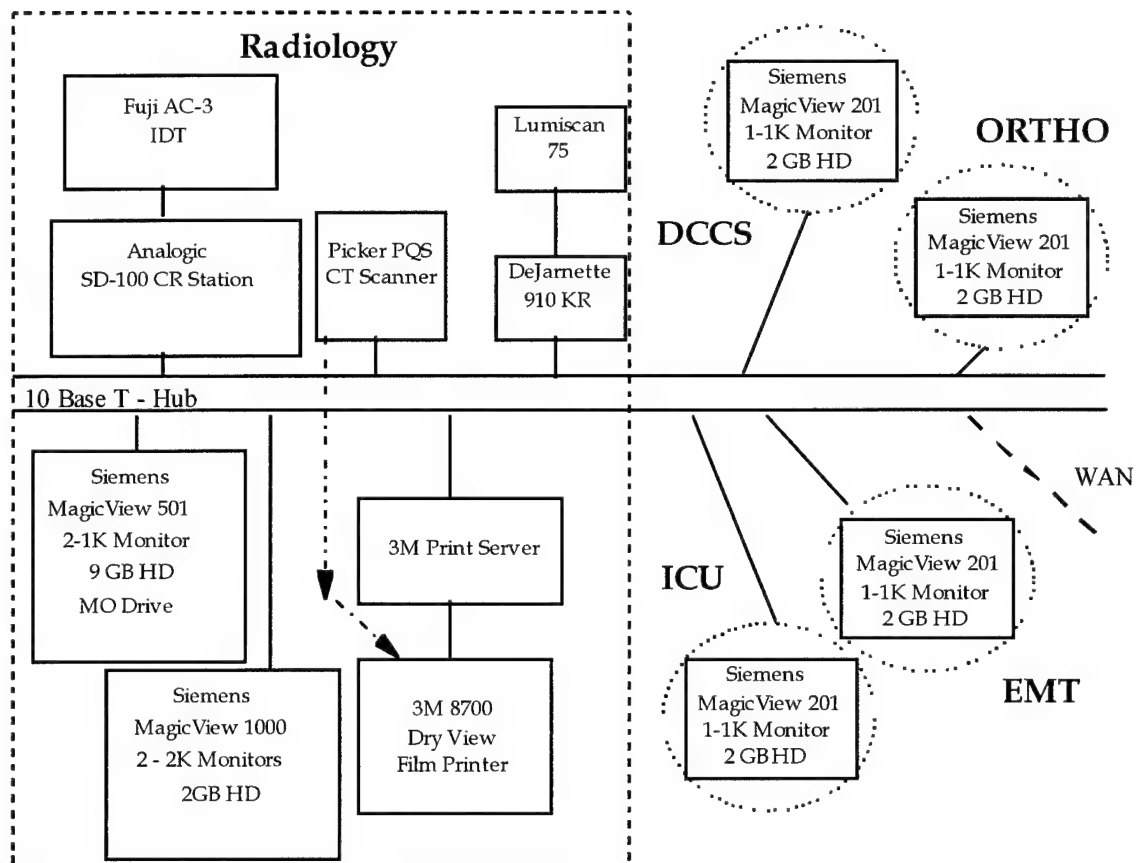 Radiology
Fuji AC-3
IDT
Lumiscan
75
Analogic
SD-100 CR Station
Picker PQS
CT Scanner
DeJarnette
910 KR
Siemens
MagicView 201
1-1K Monitor
2 GB HD
DCCS
ORTHO
Siemens
MagicView 201
1-1K Monitor
2 GB HD
10 Base T - Hub
Siemens
MagicView 501
2-1K Monitor
9 GB HD
MO Drive
Siemens
MagicView 1000
2 - 2K Monitors
2GB HD
3M Print Server
3M 8700
Dry View
Film Printer
WAN
ICU
Siemens
MagicView 201
1-1K Monitor
2 GB HD
EMT
Siemens
MagicView 201
1-1K Monitor
2 GB HD